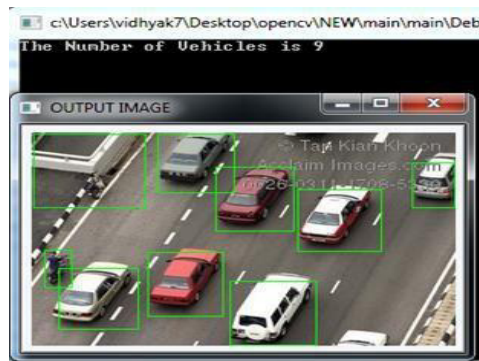 c:\Users\vidhyak7\Desktop\opencv\NEW\main\main\Deb
The Number of Vehicles is 9
OUTPUT IMAGE
© Tan Kian Khoon
Acclaim Images.com